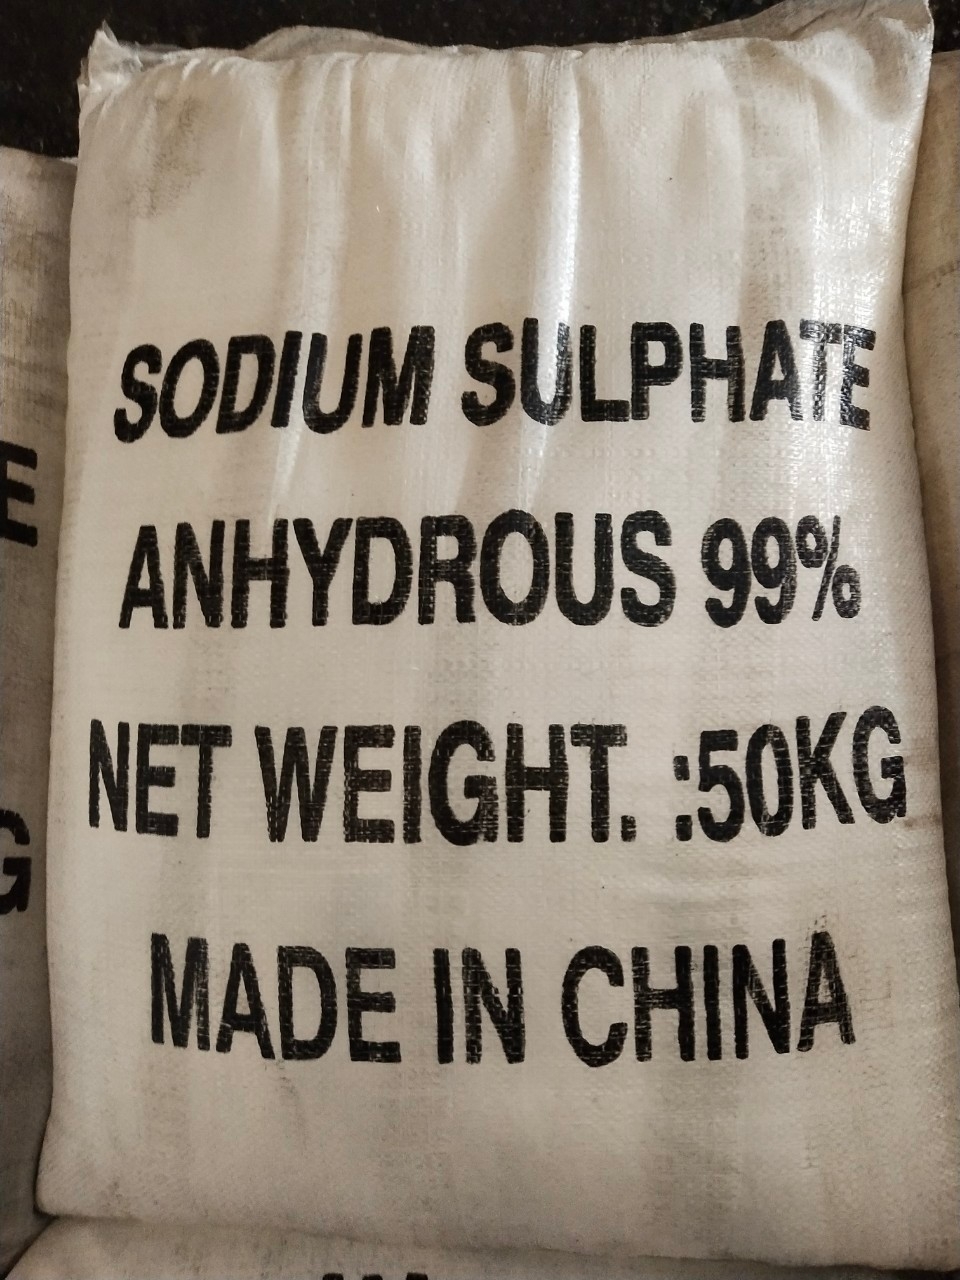 SODIUM SULPHATE
ANHYDROUS 99%
NET WEIGHT. :50KG
MADE IN CHINA
E
G